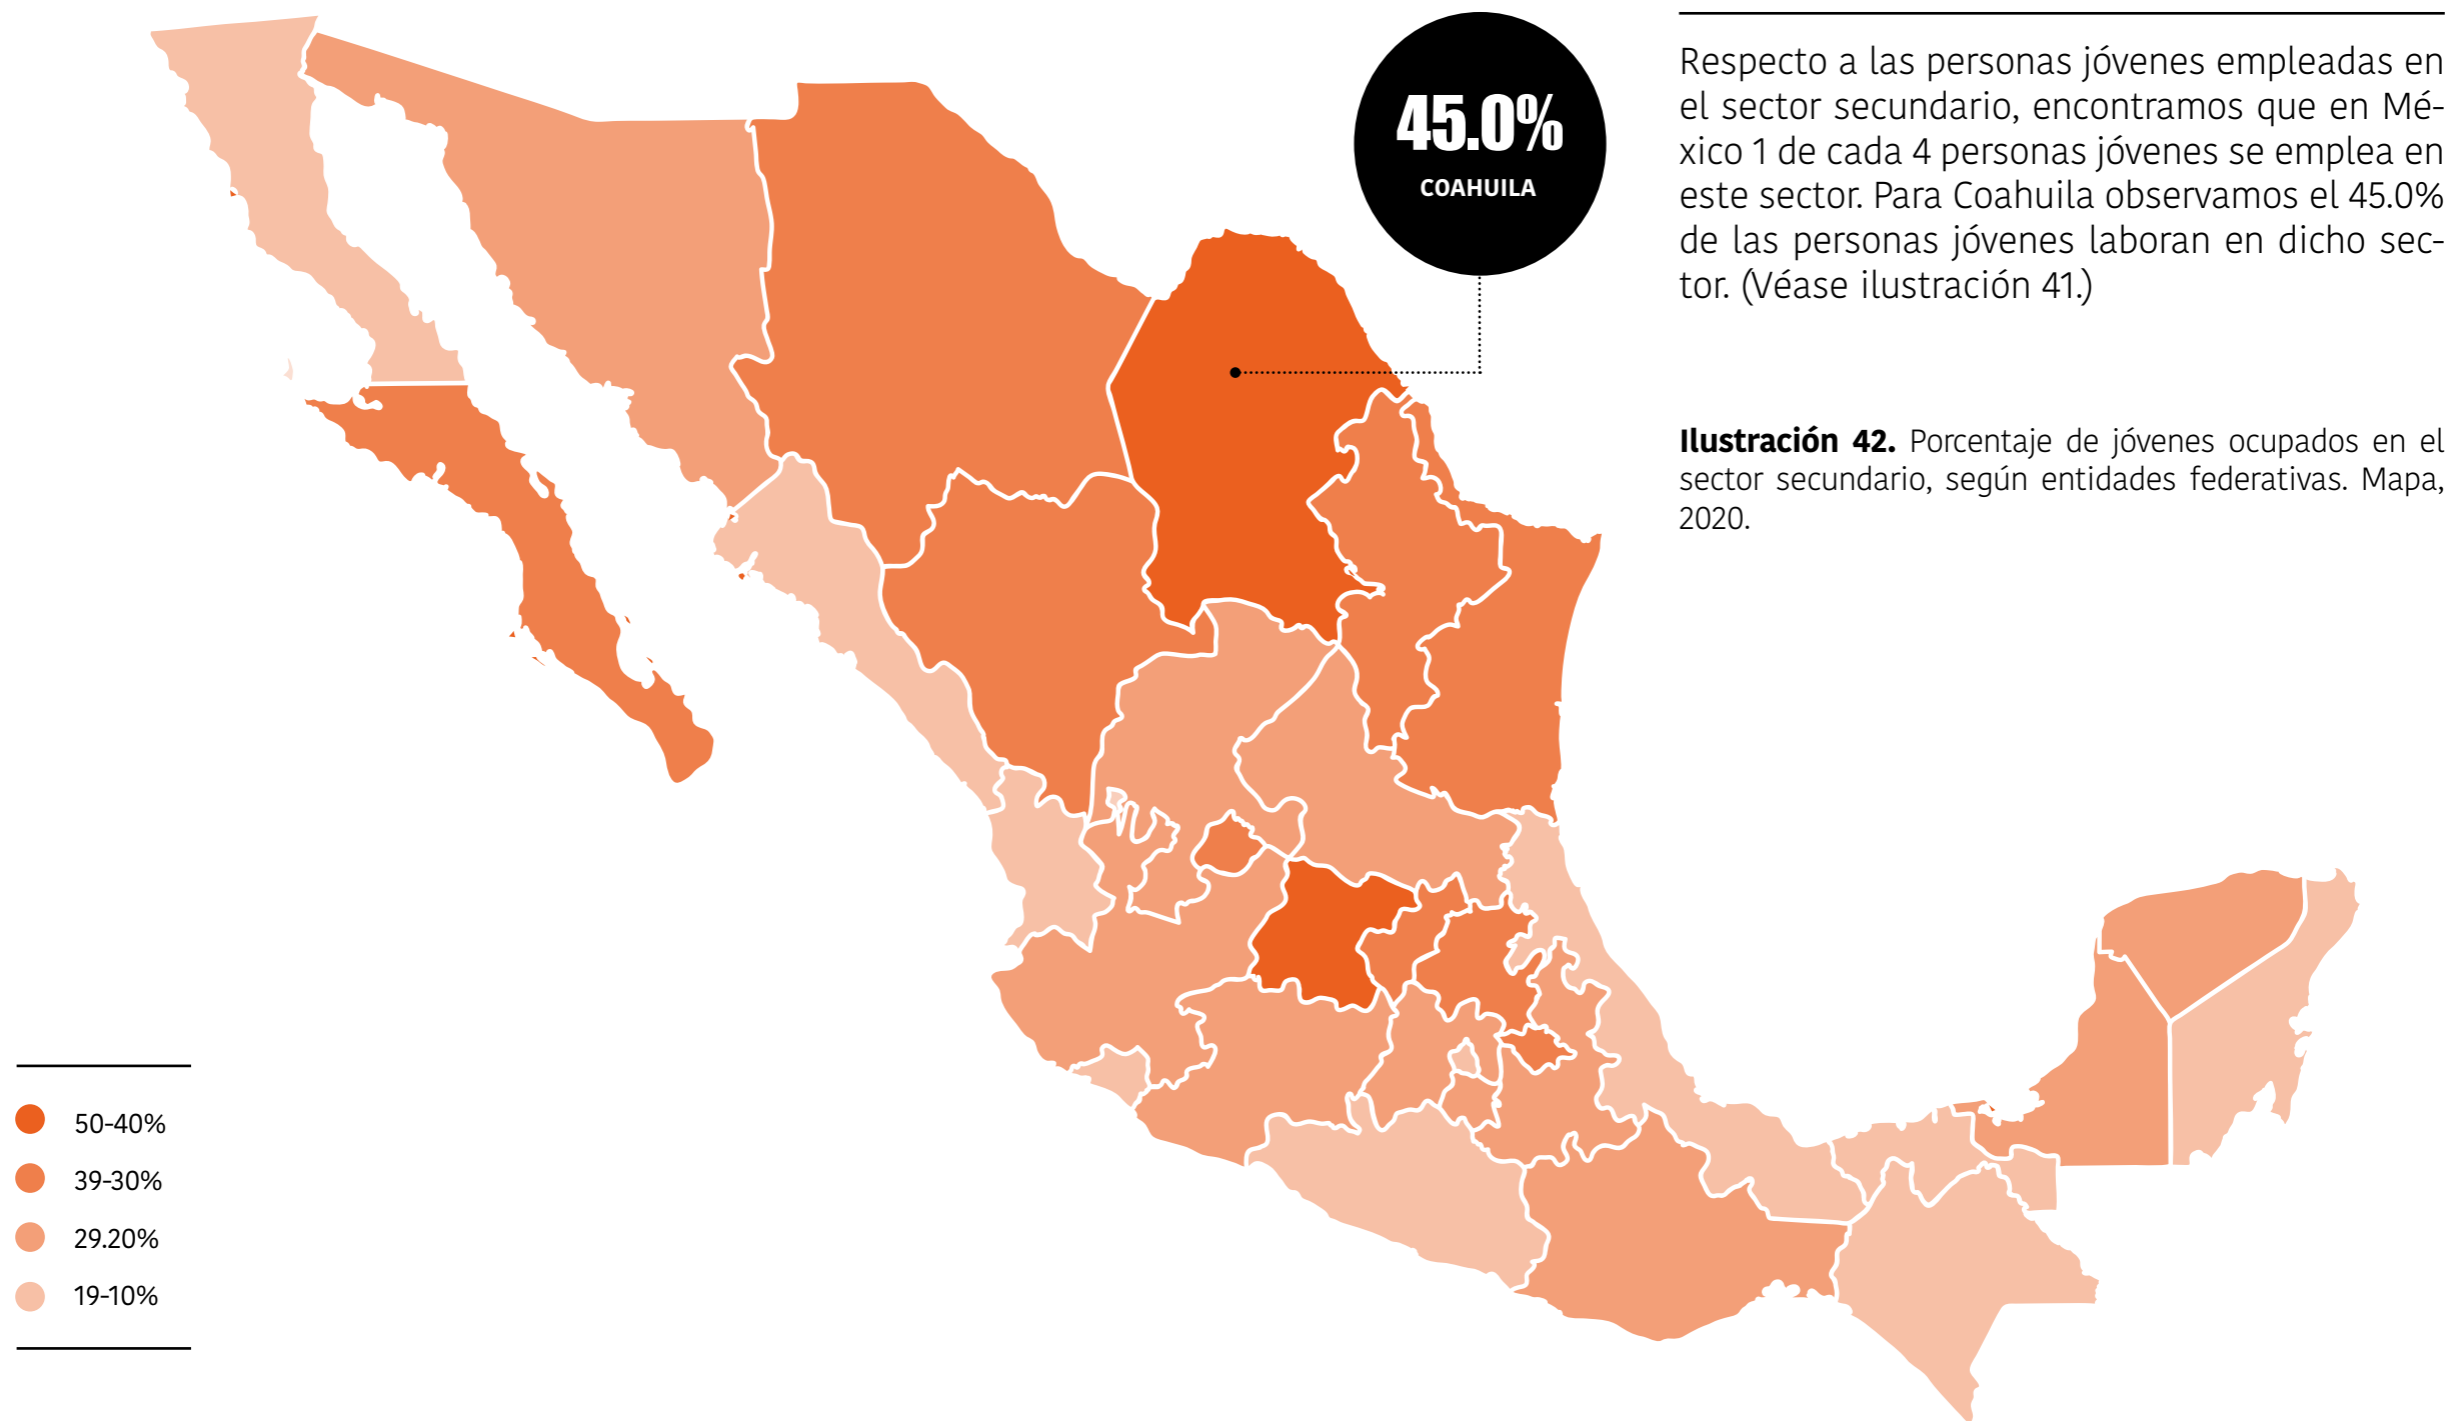 45.0%
COAHUILA
Respecto a las personas jóvenes empleadas en
el sector secundario, encontramos que en Mé-
xico 1 de cada 4 personas jóvenes se emplea en
este sector. Para Coahuila observamos el 45.0%
de las personas jóvenes laboran en dicho sec-
tor. (Véase ilustración 41.)
Ilustración 42. Porcentaje de jóvenes ocupados en el
sector secundario, según entidades federativas. Mapa,
2020.
50-40%
39-30%
29.20%
19-10%